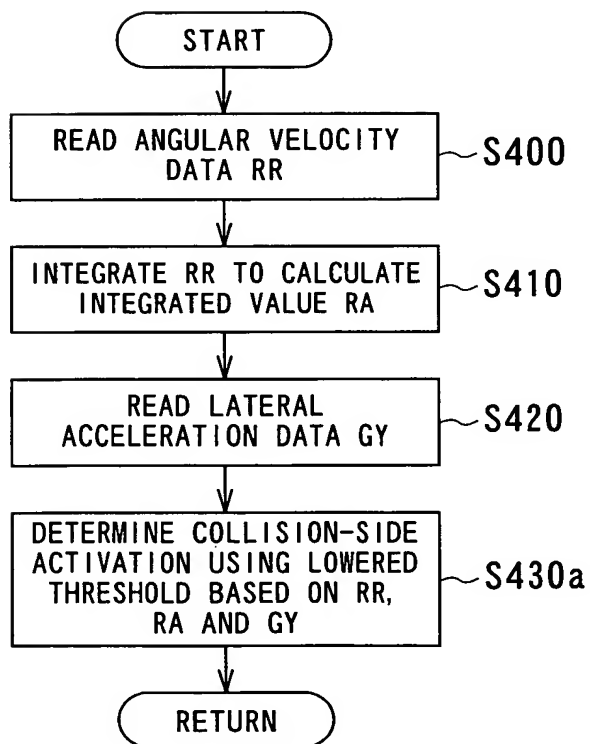 START
READ ANGULAR VELOCITY
DATA RR
S400
INTEGRATE RR TO CALCULATE
INTEGRATED VALUE RA
S410
READ LATERAL
ACCELERATION DATA GY
S420
DETERMINE COLLISION-SIDE
ACTIVATION USING LOWERED
THRESHOLD BASED ON RR,
RA AND GY
S430a
RETURN